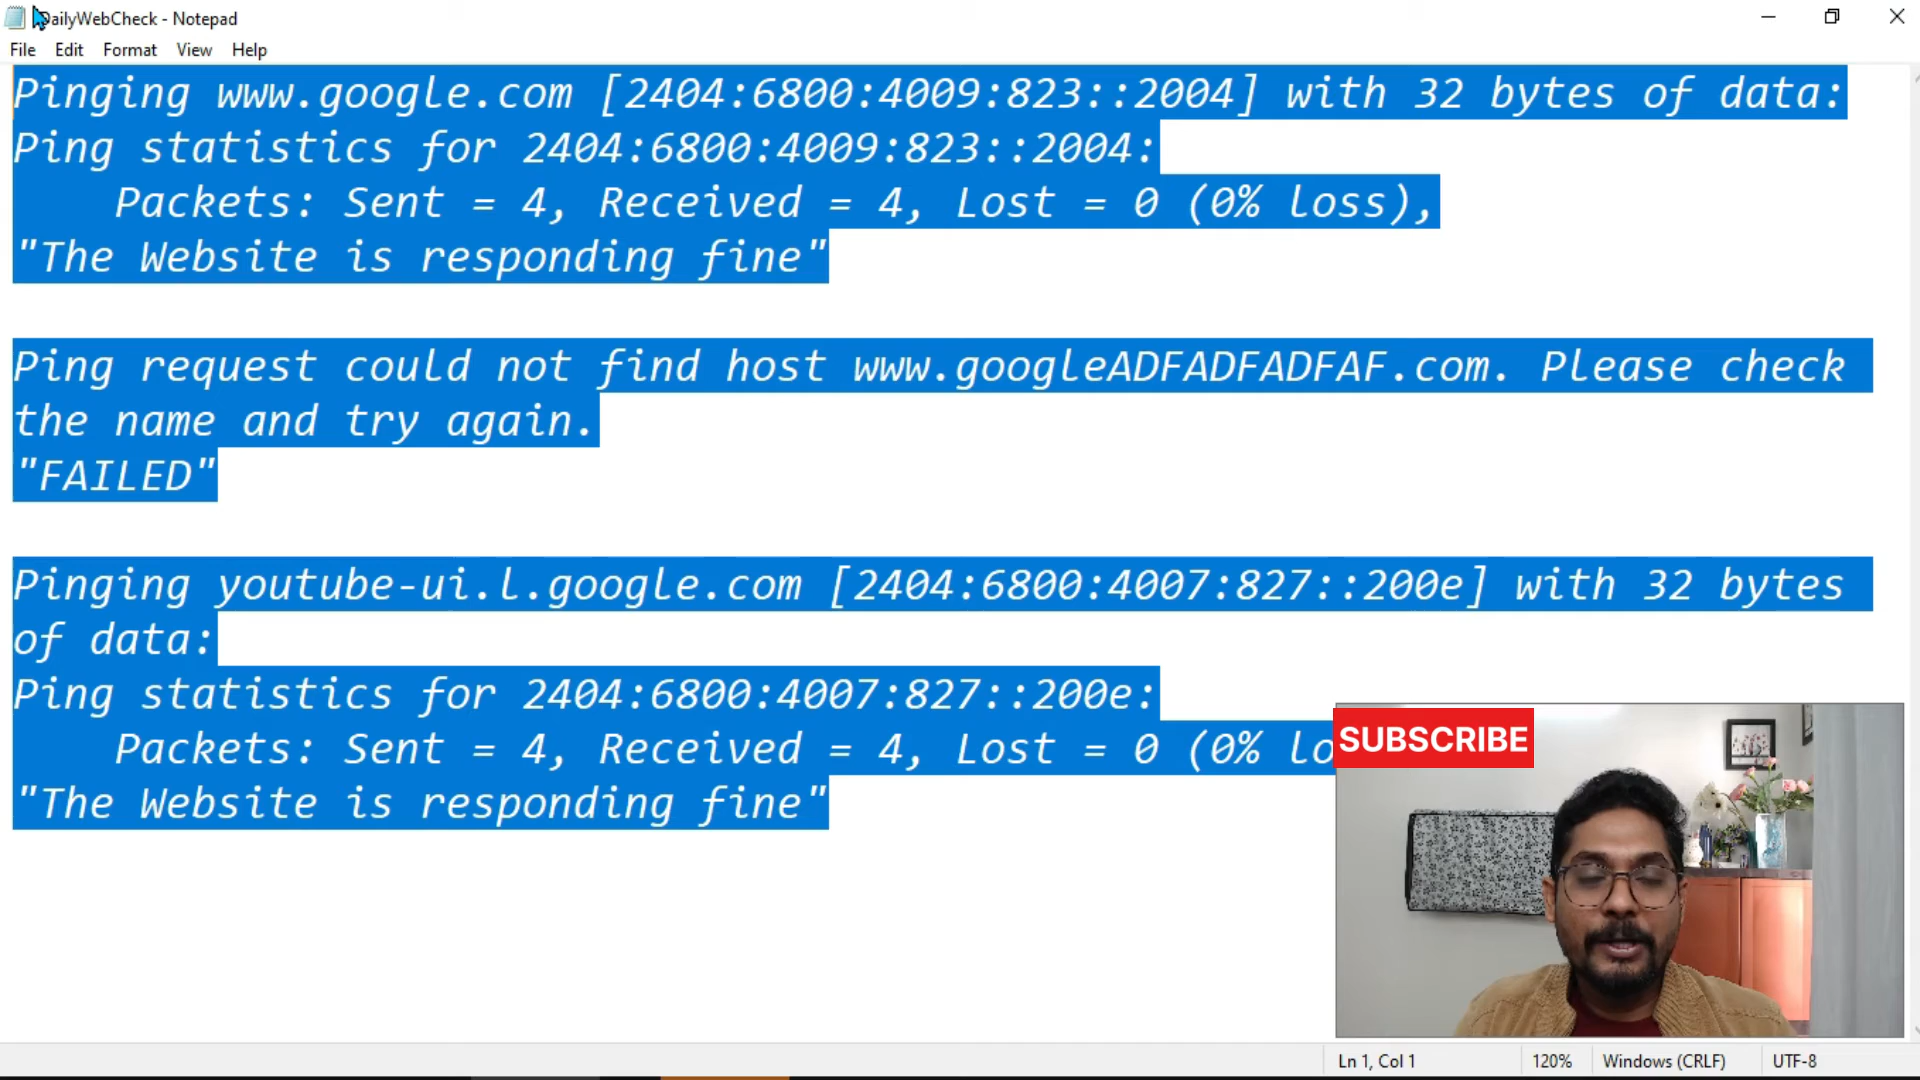 DailyWebCheck - Notepad
File Edit Format View Help
Pinging www.google.com [2404:6800:4009:823::2004] with 32 bytes of data:
Ping statistics for 2404:6800:4009:823::2004:
Packets: Sent = 4, Received = 4, Lost = 0 (0% loss),
"The Website is responding fine"
Ping request could not find host www.googleADFADFADFAF.com. Please check
the name and try again.
"FAILED"
Pinging youtube-ui.l.google.com [2404:6800:4007:827::200e] with 32 bytes
of data:
Ping statistics for 2404:6800:4007:827::200e:
Packets: Sent = 4, Received = 4, Lost = 0 (0% lo
"The Website is responding fine"
SUBSCRIBE
Ln 1, Col 1 120% Windows (CRLF) UTF-8